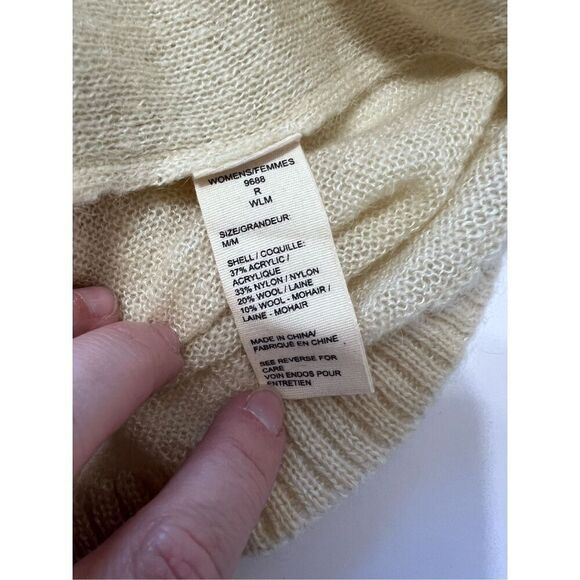 WOMENS/FEMMES
9688
R
WLM
SIZE/GRANDEUR:
M/M
SHELL / COQUILLE:
37% ACRYLIC /
ACRYLIQUE
33% NYLON / NYLON
20% WOOL / LAINE
10% WOOL - MOHAIR /
LAINE - MOHAIR
MADE IN CHINA/
FABRIQUÉ EN CHINE
SEE REVERSE FOR
CARE
VOIN ENDOS POUR
ENTRETIEN